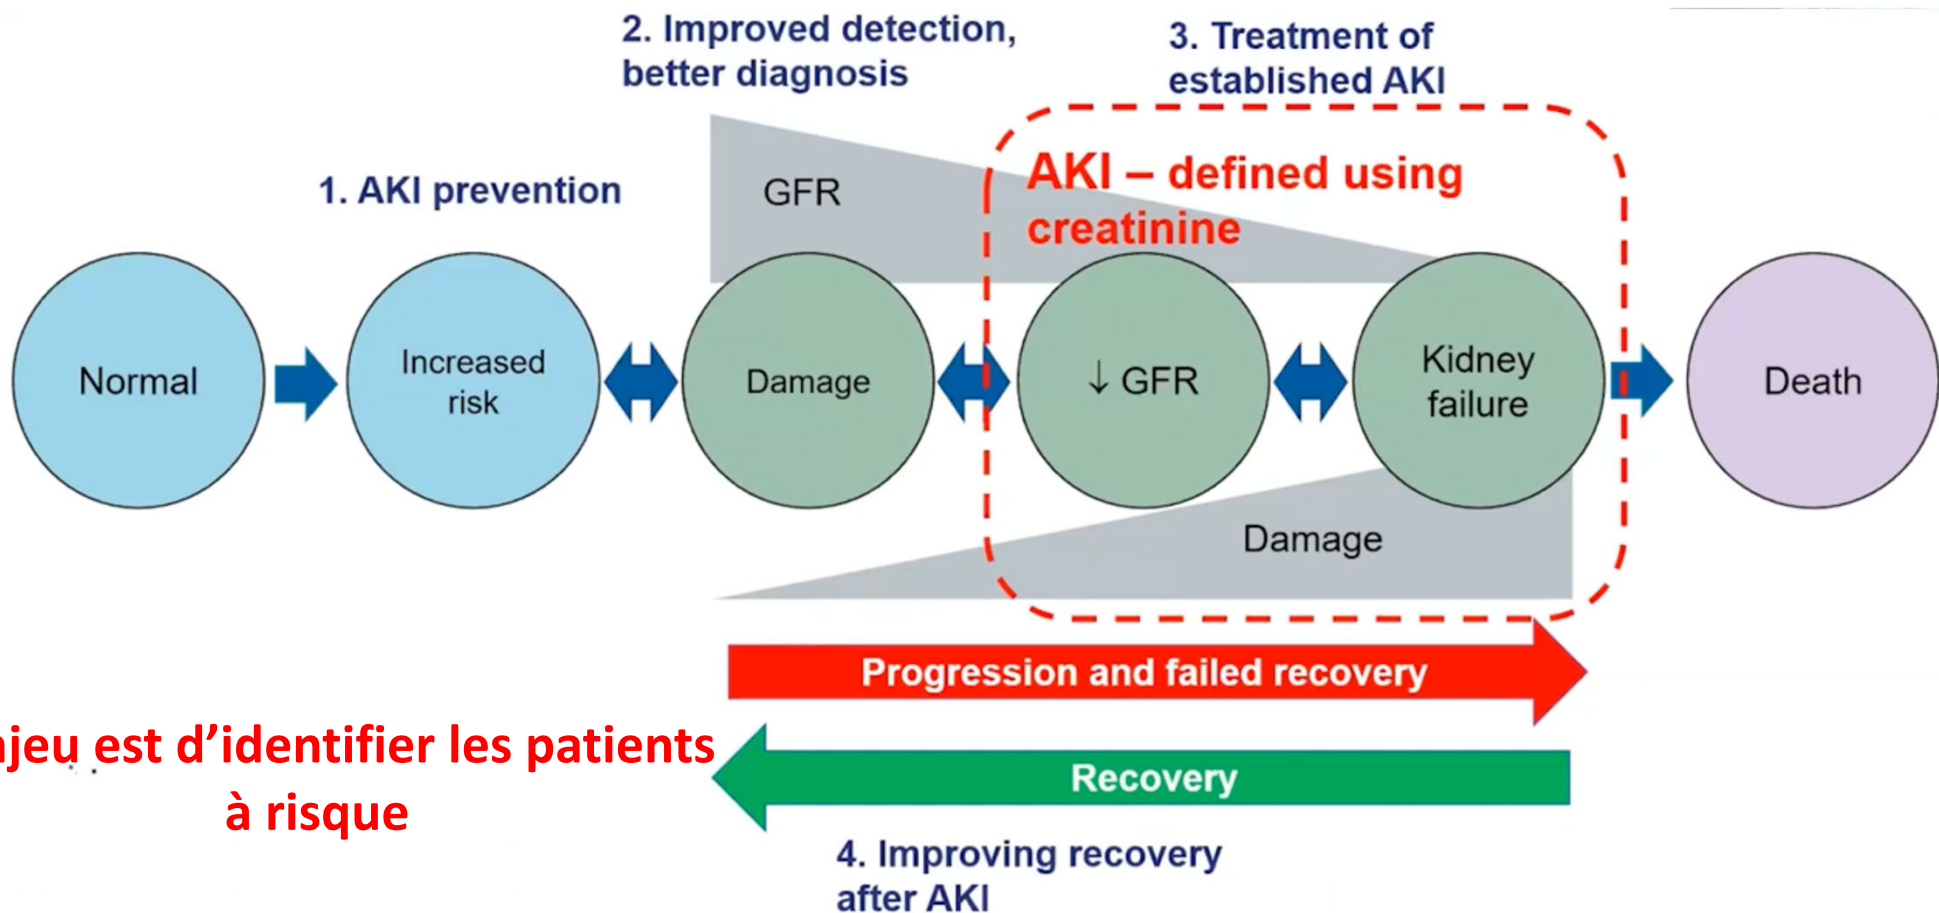 2. Improved detection,
better diagnosis
3. Treatment of
established AKI
1. AKI prevention
GFR
AKI – defined using
creatinine
Normal
Increased
risk
Damage
↓ GFR
Kidney
failure
Death
Damage
Progression and failed recovery
est d’identifier les patients
à risque
Recovery
4. Improving recovery
after AKI